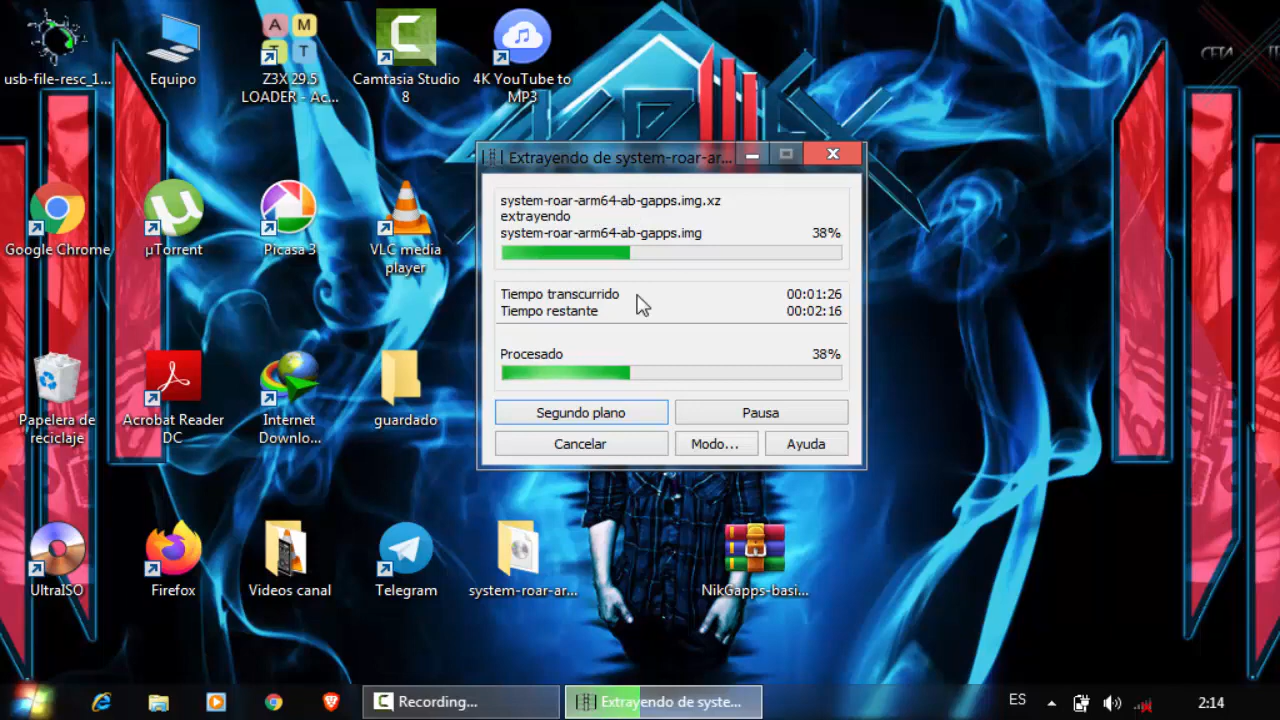 usb-file-resc_1...
Equipo
A M
T T
Z3X 29.5
LOADER - Ac...
Camtasia Studio
8
4K YouTube to
MP3
Extrayendo de system-roar-ar...
system-roar-arm64-ab-gapps.img.xz
extrayendo
system-roar-arm64-ab-gapps.img 38%
Tiempo transcurrido 00:01:26
Tiempo restante 00:02:16
Procesado 38%
Segundo plano Pausa
Cancelar Modo... Ayuda
Google Chrome
µTorrent
Picasa 3
VLC media
player
Papelera de
reciclaje
Acrobat Reader
DC
Internet
Downlo...
guardado
UltraISO
Firefox
Videos canal
Telegram
system-roar-ar...
NikGapps-basi...
Recording...
Extrayendo de syste...
ES
2:14